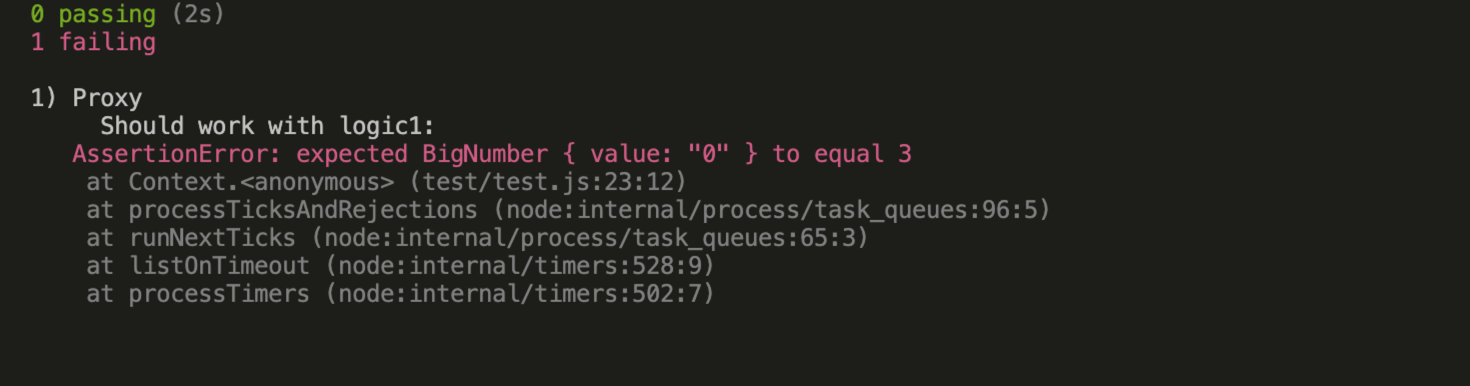 0 passing (2s)
1 failing
1) Proxy
Should work with logic1:
AssertionError: expected BigNumber { value: "0" } to equal 3
at Context.<anonymous> (test/test.js:23:12)
at processTicksAndRejections (node:internal/process/task_queues:96:5)
at runNextTicks (node:internal/process/task_queues:65:3)
at listOnTimeout (node:internal/timers:528:9)
at processTimers (node:internal/timers:502:7)